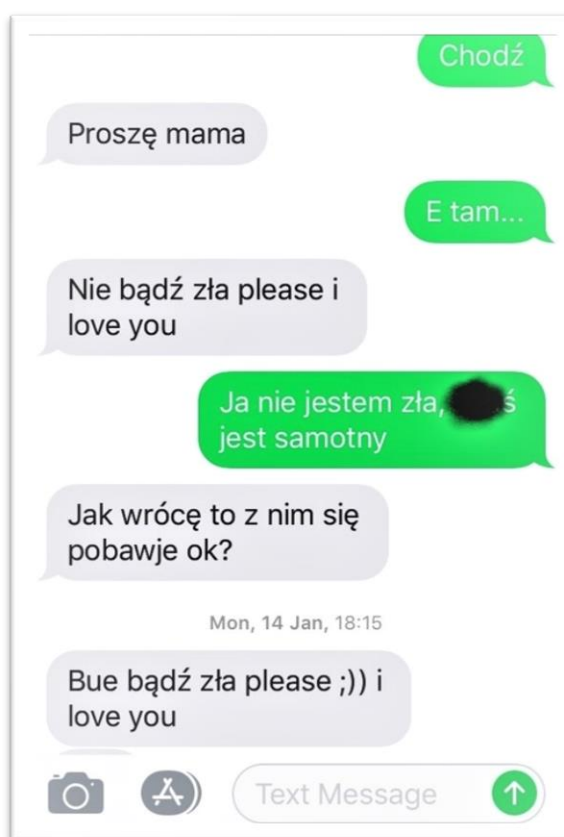 Chodź
Proszę mama
E tam...
Nie bądź zła please i
love you
Ja nie jestem zła,
jest samotny
Jak wrócę to z nim się
pobawje ok?
Mon, 14 Jan, 18:15
Bue bądź zła please ;)) i
love you
Text Message